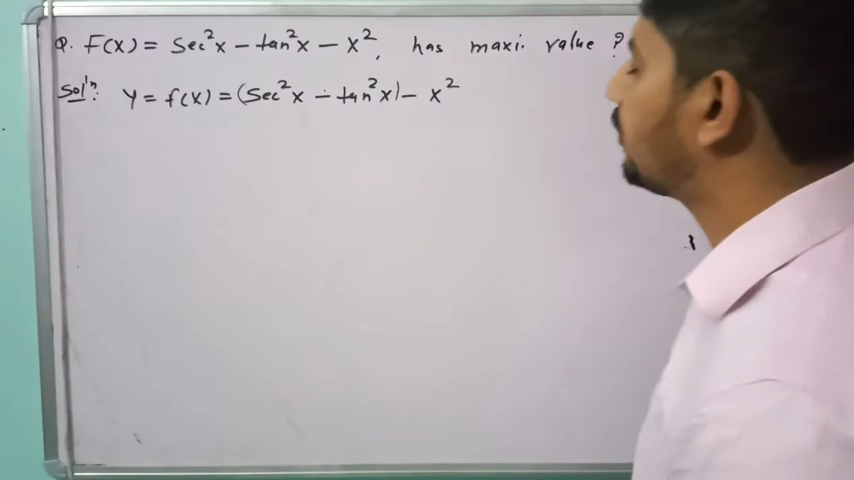 Q. F(x) = Sec²x - tan²x - x², has maxi. value ?
Sol'n: Y = f(x) = (Sec²x - tan²x) - x²